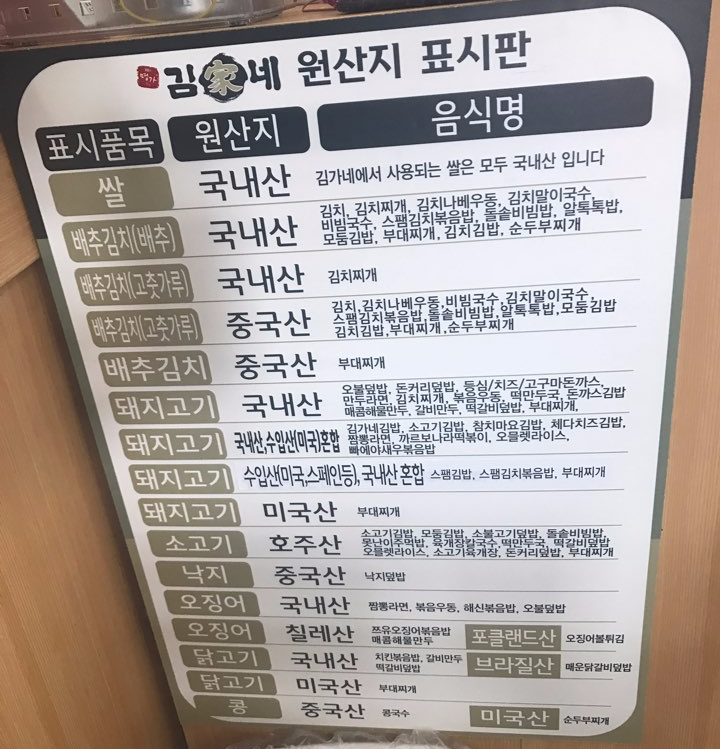 김家네 원산지 표시판
표시품목 원산지 음식명
쌀 국내산 김가네에서 사용되는 쌀은 모두 국내산 입니다
배추김치(배추) 국내산 김치, 김치찌개, 김치나베우동, 김치말이국수,
비빔국수, 스팸김치볶음밥, 돌솥비빔밥, 알톡톡밥,
모둠김밥, 부대찌개, 김치김밥, 순두부찌개
배추김치(고춧가루) 국내산 김치찌개
배추김치(고춧가루) 중국산 김치,김치나베우동,비빔국수,김치말이국수,
스팸김치볶음밥,돌솥비빔밥,알톡톡밥,모둠김밥
김치김밥,부대찌개,순두부찌개
배추김치 중국산 부대찌개
돼지고기 국내산 오불덮밥, 돈커리덮밥, 등심/치즈/고구마돈까스,
만두라면, 김치찌개, 볶음우동, 떡만두국, 돈까스김밥
매콤해물만두, 갈비만두, 떡갈비덮밥, 부대찌개,
돼지고기 국내산,수입산(미국)혼합 김가네김밥, 소고기김밥, 참치마요김밥, 체다치즈김밥,
짬뽕라면, 까르보나라떡볶이, 오믈렛라이스,
빠에야새우볶음밥
돼지고기 수입산(미국,스페인등), 국내산 혼합 스팸김밥, 스팸김치볶음밥, 부대찌개
돼지고기 미국산 부대찌개
소고기 호주산 소고기김밥, 모둠김밥, 소불고기덮밥, 돌솥비빔밥,
못난이주먹밥, 육개장칼국수,떡만두국, 떡갈비덮밥
오믈렛라이스, 소고기육개장, 돈커리덮밥, 부대찌개
낙지 중국산 낙지덮밥
오징어 국내산 짬뽕라면, 볶음우동, 해신볶음밥, 오불덮밥
오징어 칠레산 쯔유오징어볶음밥 포클랜드산 오징어볼튀김
매콤해물만두
닭고기 국내산 치킨볶음밥, 갈비만두 브라질산 매운닭갈비덮밥
떡갈비덮밥
닭고기 미국산 부대찌개
콩 중국산 콩국수 미국산 순두부찌개